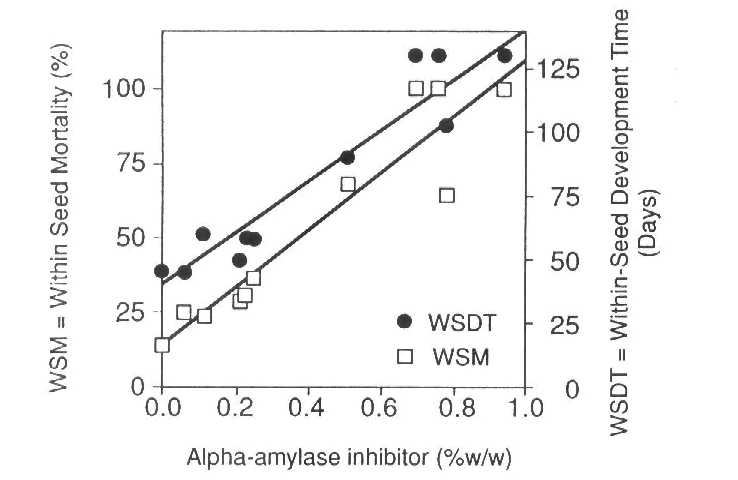 WSM = Within Seed Mortality (%)
100
75
50
25
0
0.0 0.2 0.4 0.6 0.8 1.0
Alpha-amylase inhibitor (%w/w)
WSDT
WSM
125
100
75
50
25
0
WSDT = Within-Seed Development Time
(Days)